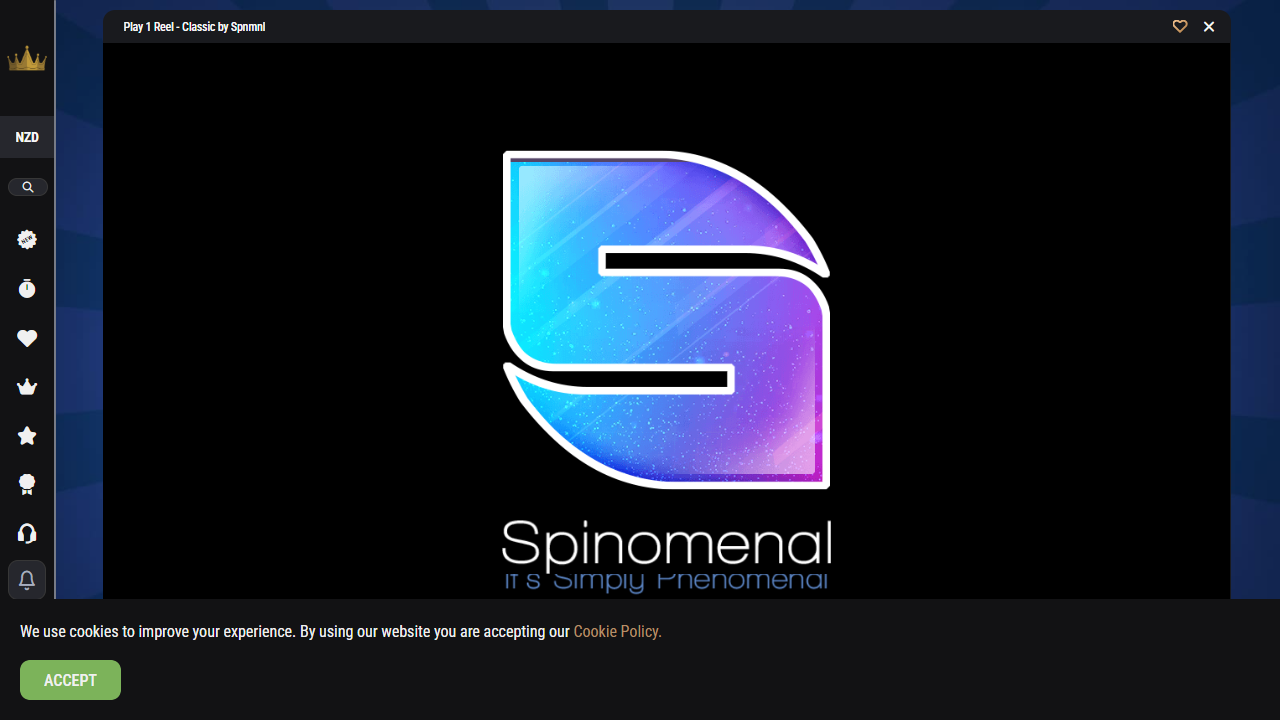 Play 1 Reel - Classic by Spnmnl
NZD
NEW
Spinomenal
It's Simply Phenomenal
We use cookies to improve your experience. By using our website you are accepting our Cookie Policy.
ACCEPT